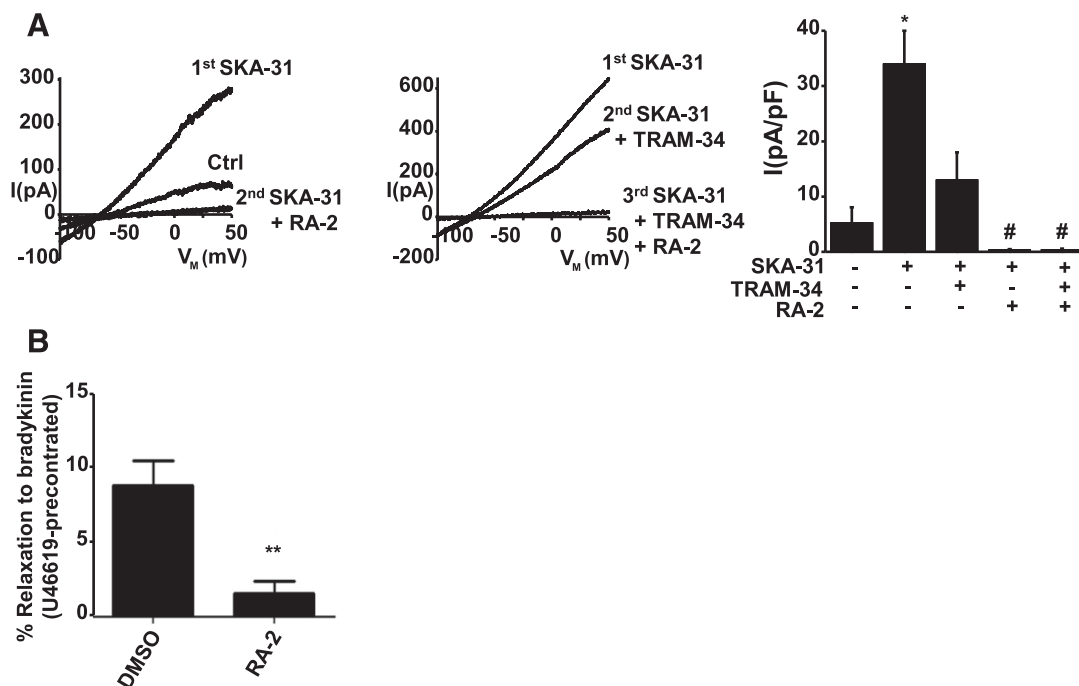 A
1st SKA-31
300
200
100
0
-100
I(pA)
Ctrl
2nd SKA-31
+ RA-2
-100 -50 0 50
VM (mV)
1st SKA-31
600
400
200
0
-200
I(pA)
2nd SKA-31
+ TRAM-34
3rd SKA-31
+ TRAM-34
+ RA-2
-100 -50 0 50
VM (mV)
I(pA/pF)
40
30
20
10
0
*
# #
SKA-31 - + + + +
TRAM-34 - - + - +
RA-2 - - - + +
B
% Relaxation to bradykinin
(U46619-precontrated)
15
10
5
0
**
DMSO
RA-2